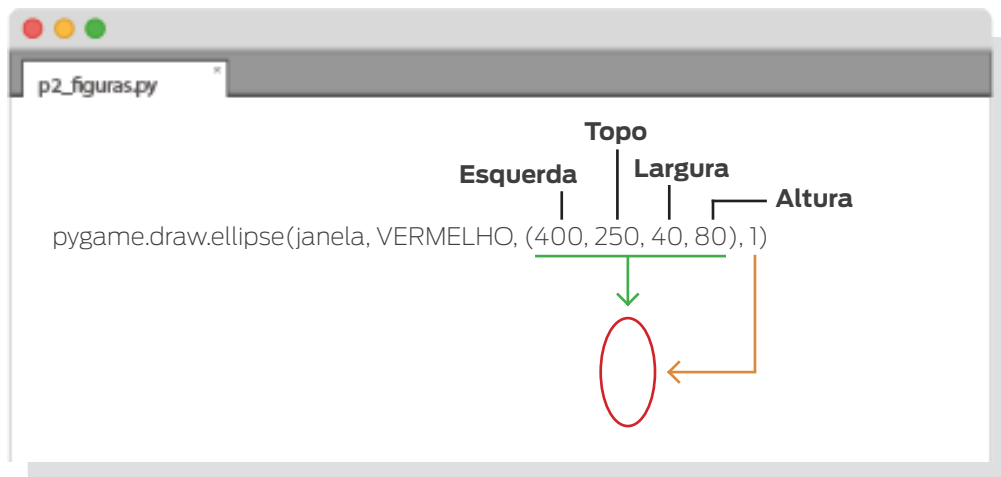 p2_figuras.py ×
Topo
Esquerda Largura
Altura
pygame.draw.ellipse(janela, VERMELHO, (400, 250, 40, 80), 1)